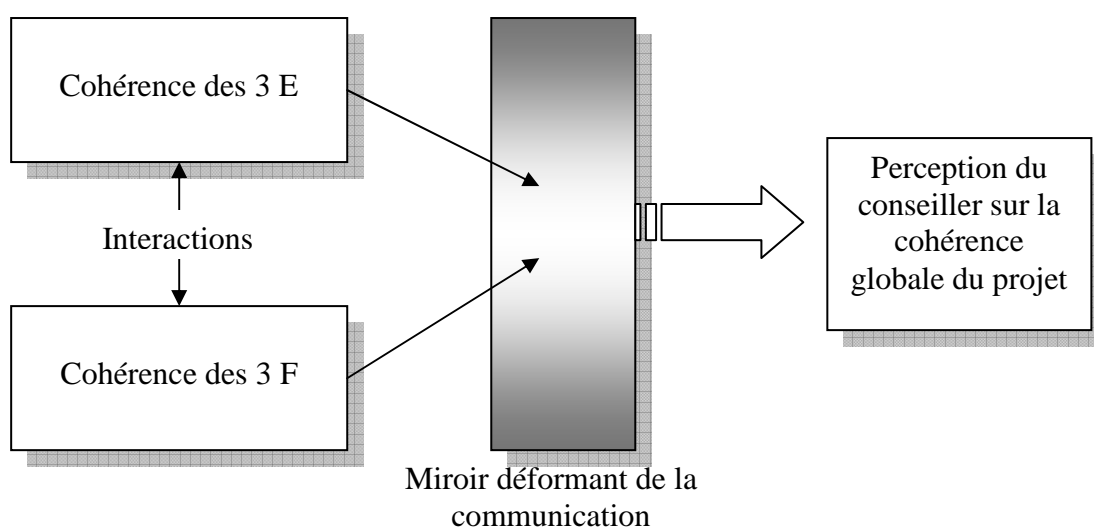 Cohérence des 3 E
Interactions
Cohérence des 3 F
Miroir déformant de la
communication
Perception du
conseiller sur la
cohérence
globale du projet